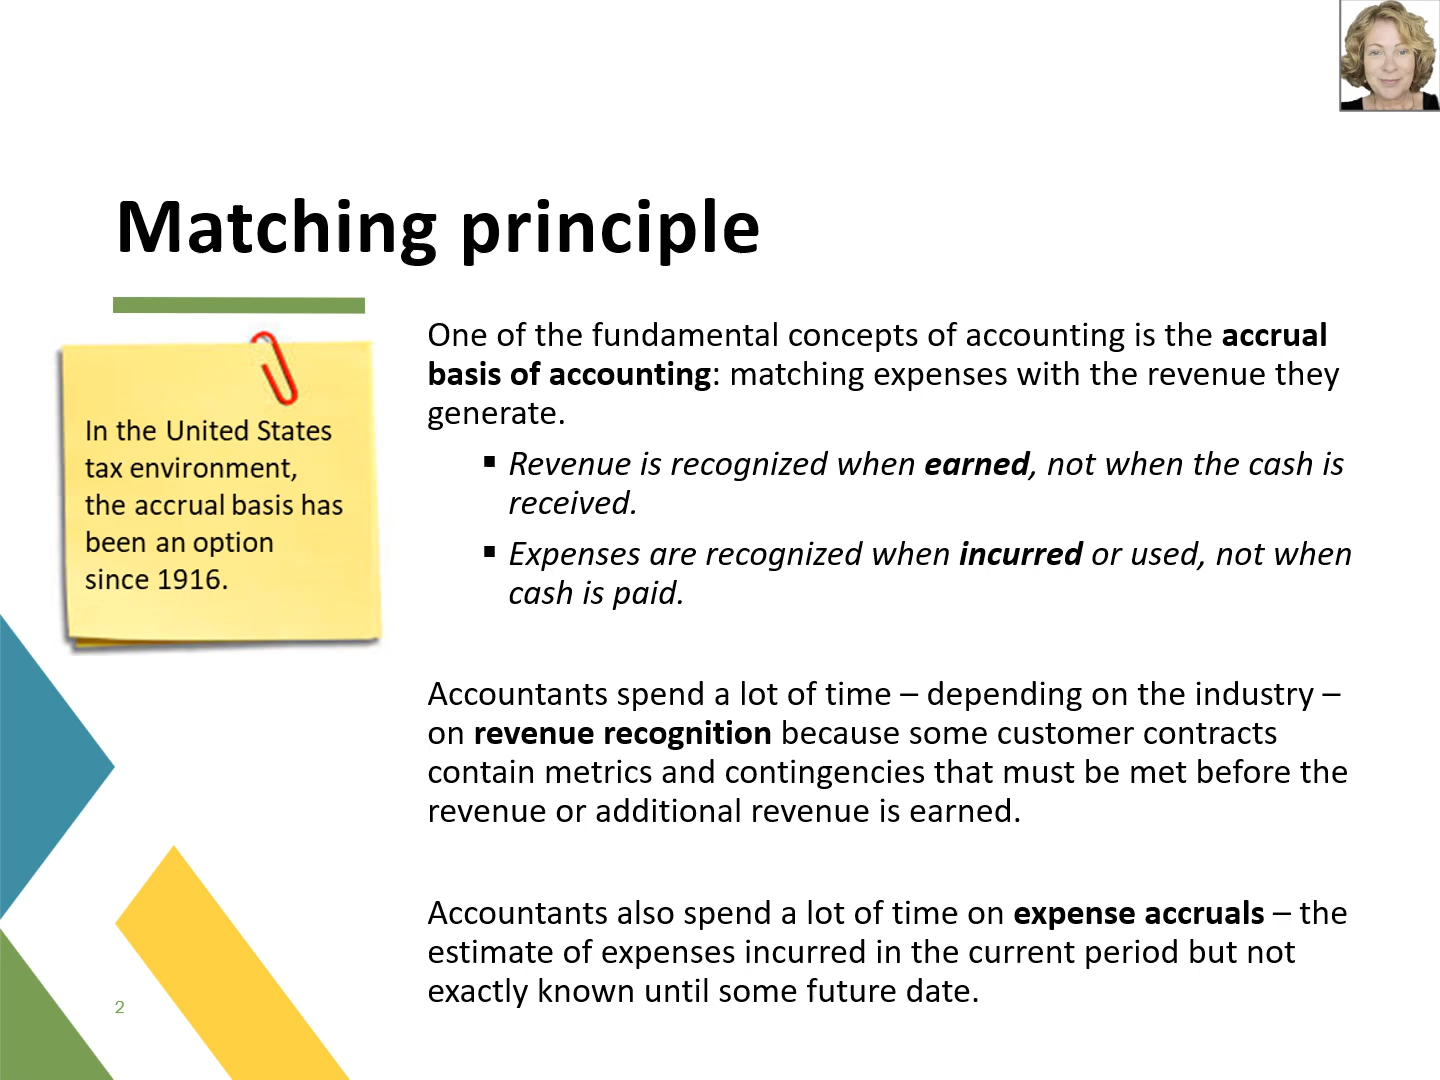 Matching principle
In the United States
tax environment,
the accrual basis has
been an option
since 1916.
One of the fundamental concepts of accounting is the accrual
basis of accounting: matching expenses with the revenue they
generate.
▪ Revenue is recognized when earned, not when the cash is
received.
▪ Expenses are recognized when incurred or used, not when
cash is paid.
Accountants spend a lot of time – depending on the industry –
on revenue recognition because some customer contracts
contain metrics and contingencies that must be met before the
revenue or additional revenue is earned.
Accountants also spend a lot of time on expense accruals – the
estimate of expenses incurred in the current period but not
exactly known until some future date.
2